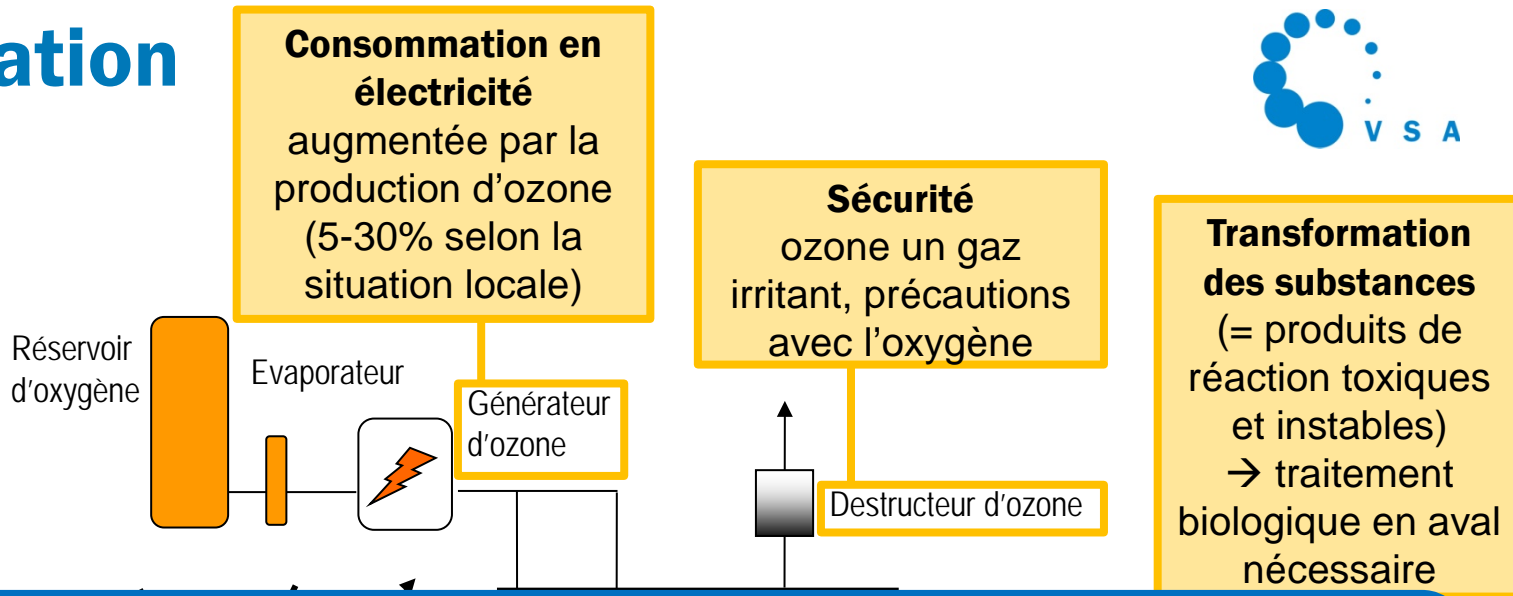 ation
Consommation en
électricité
augmentée par la
production d'ozone
(5-30% selon la
situation locale)
VSA
Sécurité
ozone un gaz
irritant, précautions
avec l'oxygène
Transformation
des substances
(= produits de
réaction toxiques
et instables)
→ traitement
biologique en aval
nécessaire
Réservoir
d'oxygène
Evaporateur
Générateur
d'ozone
Destructeur d'ozone